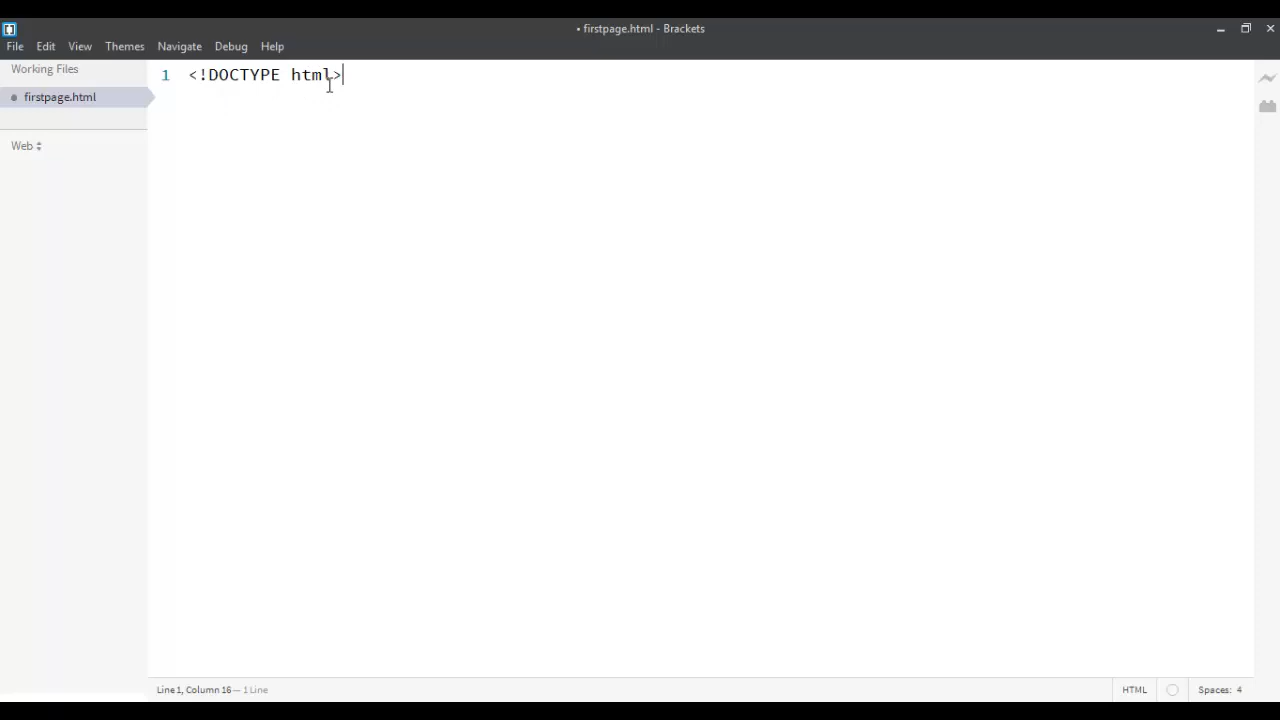 • firstpage.html - Brackets
File Edit View Themes Navigate Debug Help
Working Files
firstpage.html
Web
1 <!DOCTYPE html>
Line 1, Column 16 — 1 Line
HTML
Spaces: 4